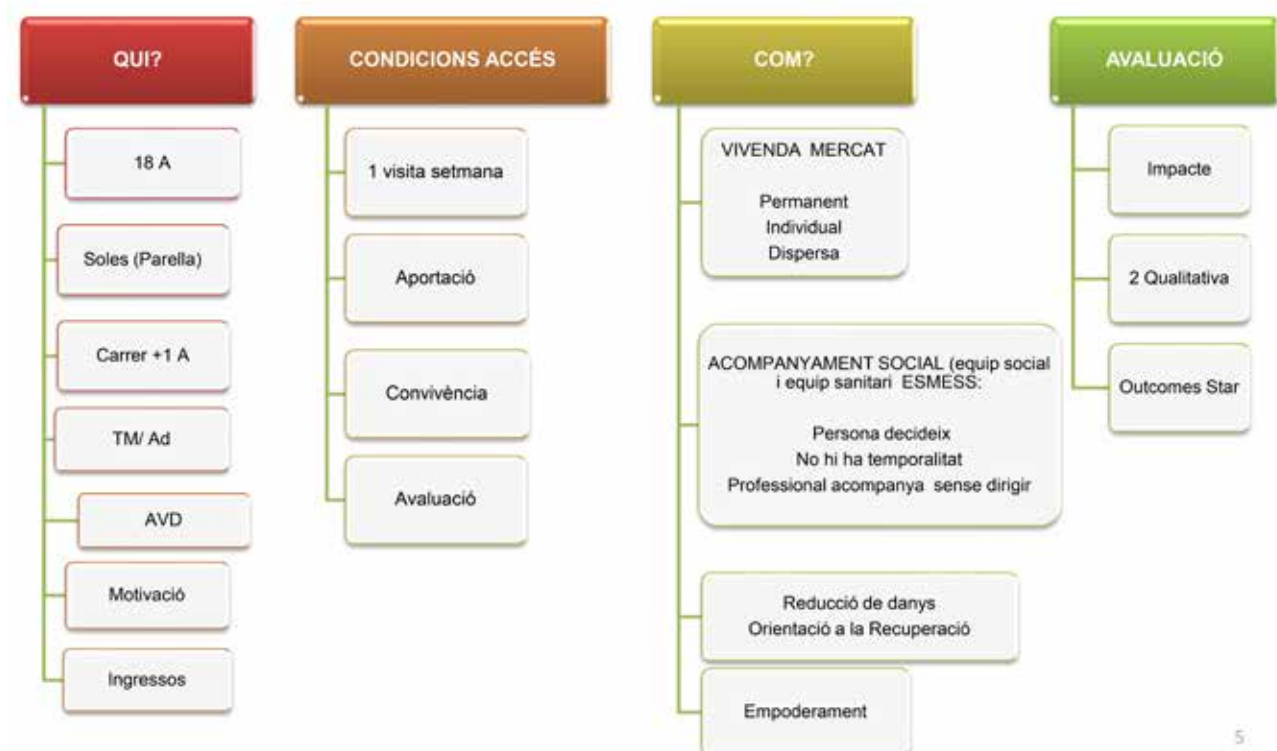 QUI?
18 A
Soles (Parella)
Carrer +1 A
TM/ Ad
AVD
Motivació
Ingressos
CONDICIONS ACCÉS
1 visita setmana
Aportació
Convivència
Avaluació
COM?
VIVENDA MERCAT
Permanent
Individual
Dispersa
ACOMPANYAMENT SOCIAL (equip social
i equip sanitari ESMESS:
Persona decideix
No hi ha temporalitat
Professional acompanya sense dirigir
Reducció de danys
Orientació a la Recuperació
Empoderament
AVALUACIÓ
Impacte
2 Qualitativa
Outcomes Star
5